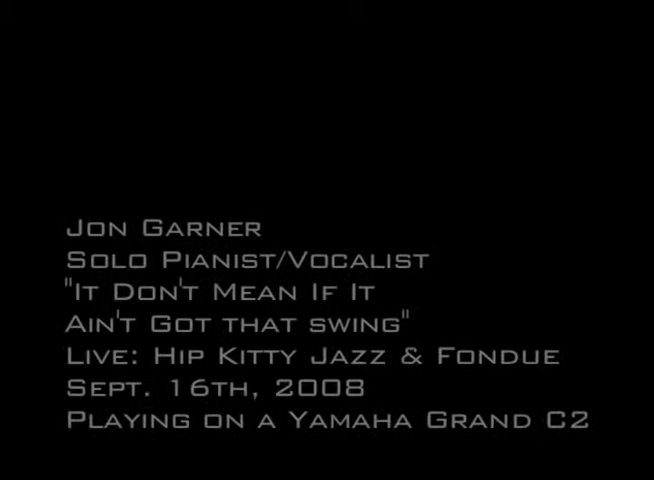 Jon Garner
Solo Pianist/Vocalist
"It Don't Mean If It
Ain't Got that swing"
Live: Hip Kitty Jazz & Fondue
Sept. 16th, 2008
Playing on a Yamaha Grand C2